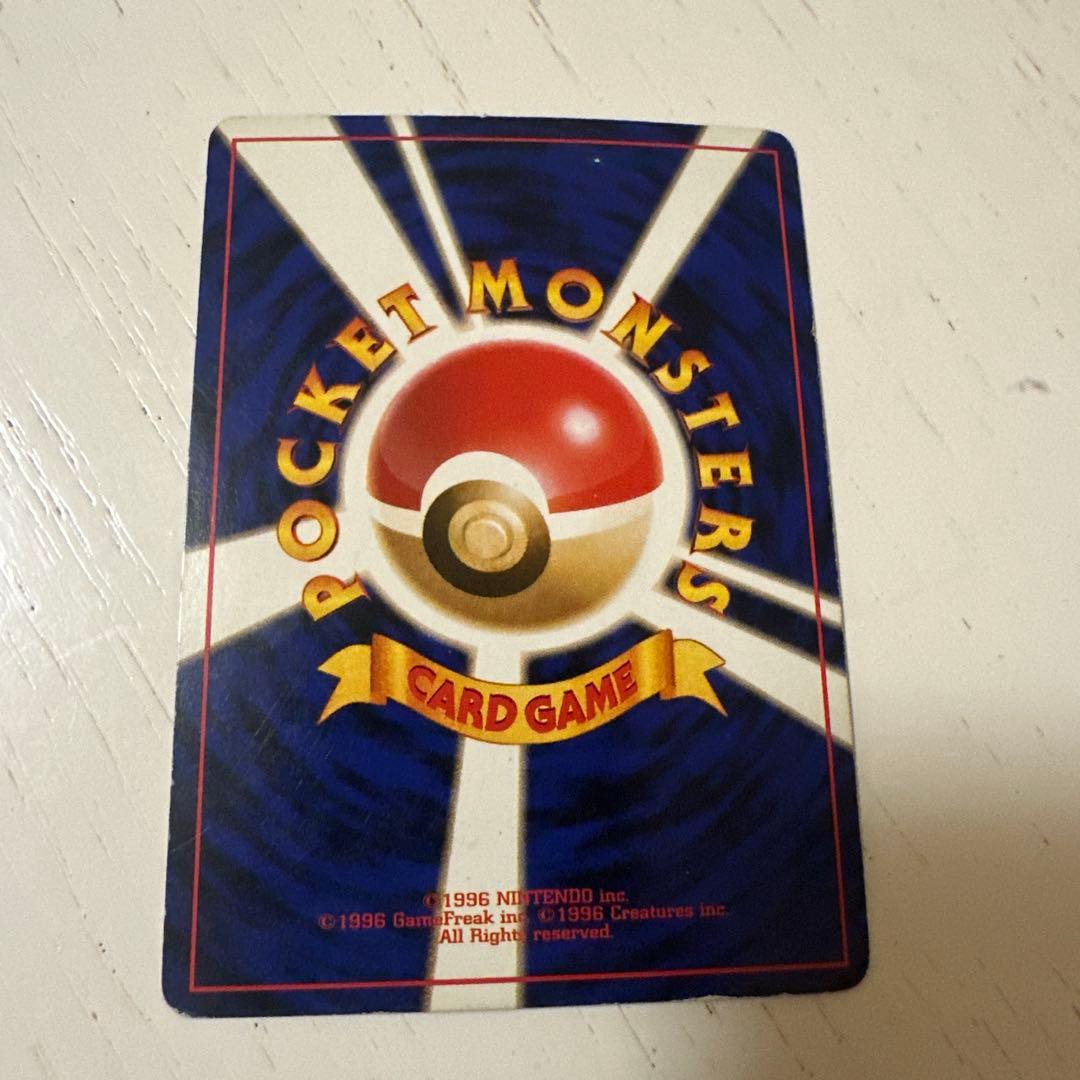 POCKET MONSTERS
CARD GAME
©1996 NINTENDO inc.
©1996 GameFreak inc. ©1996 Creatures inc.
All Rights reserved.